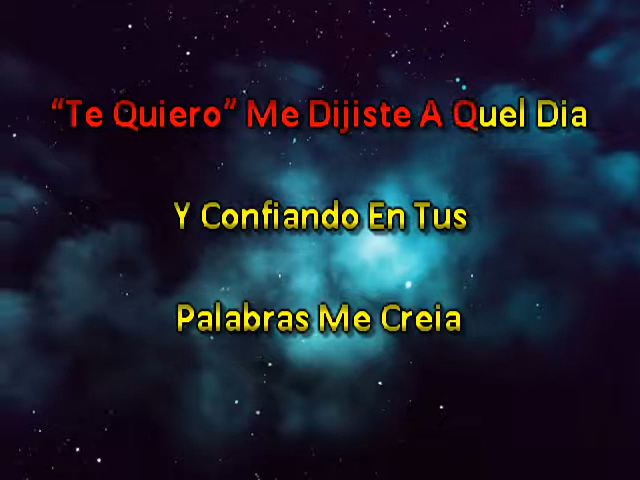 “Te Quiero” Me Dijiste A Quel Dia
Y Confiando En Tus
Palabras Me Creia